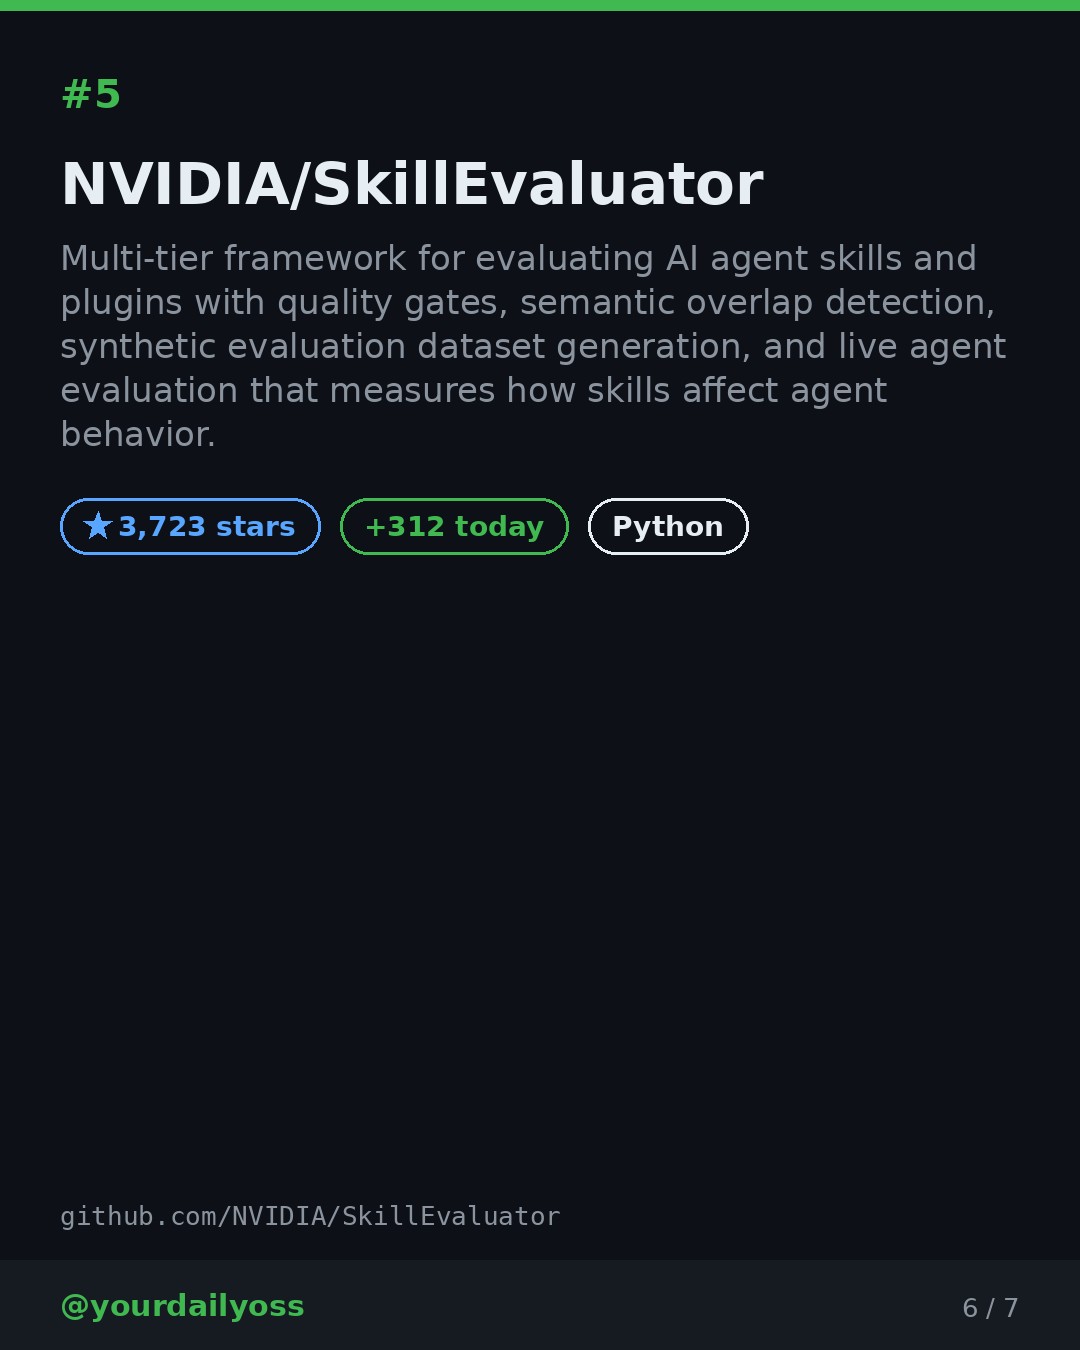 #5
NVIDIA/SkillEvaluator
Multi-tier framework for evaluating AI agent skills and
plugins with quality gates, semantic overlap detection,
synthetic evaluation dataset generation, and live agent
evaluation that measures how skills affect agent
behavior.
★ 3,723 stars +312 today Python
github.com/NVIDIA/SkillEvaluator
@yourdailyoss 6 / 7